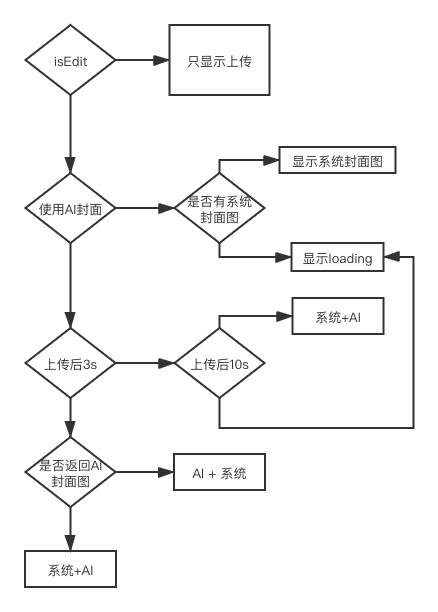 isEdit
只显示上传
显示系统封面图
使用AI封面
是否有系统
封面图
显示loading
系统+AI
上传后3s
上传后10s
是否返回AI
封面图
AI + 系统
系统+AI